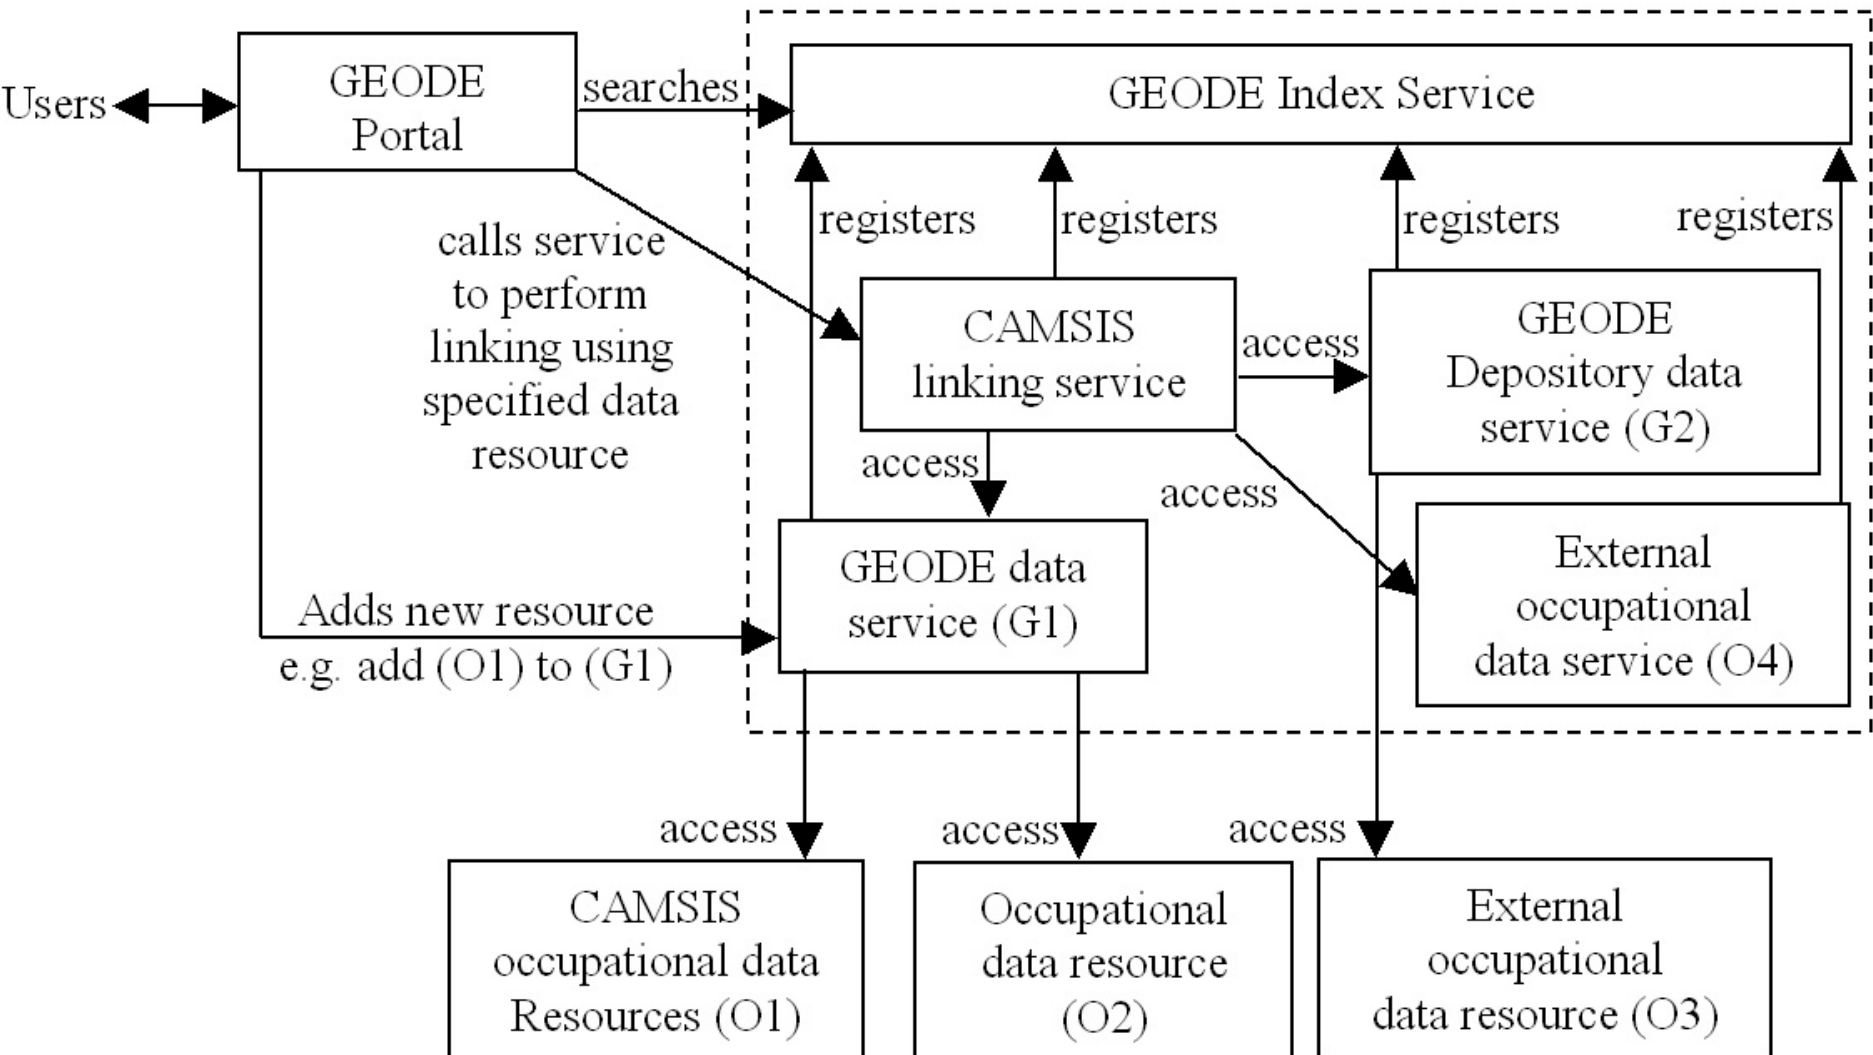 Users
GEODE
Portal
searches
GEODE Index Service
registers
registers
registers
registers
calls service
to perform
linking using
specified data
resource
CAMSIS
linking service
access
GEODE
Depository data
service (G2)
access
access
GEODE data
service (G1)
External
occupational
data service (O4)
Adds new resource
e.g. add (O1) to (G1)
access
access
access
CAMSIS
occupational data
Resources (O1)
Occupational
data resource
(O2)
External
occupational
data resource (O3)